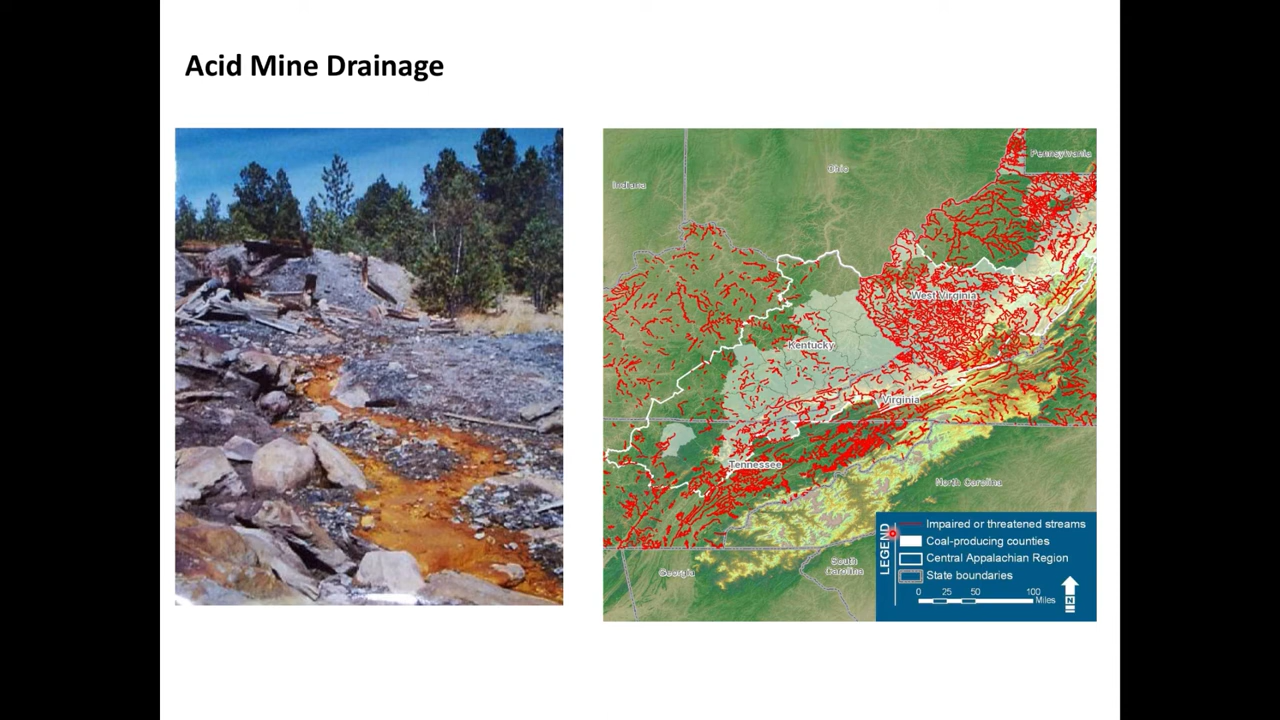 Acid Mine Drainage
Pennsylvania
Ohio
Indiana
West Virginia
Kentucky
Virginia
Tennessee
North Carolina
South
Carolina
Georgia
LEGEND
Impaired or threatened streams
Coal-producing counties
Central Appalachian Region
State boundaries
0 25 50 100
Miles
N